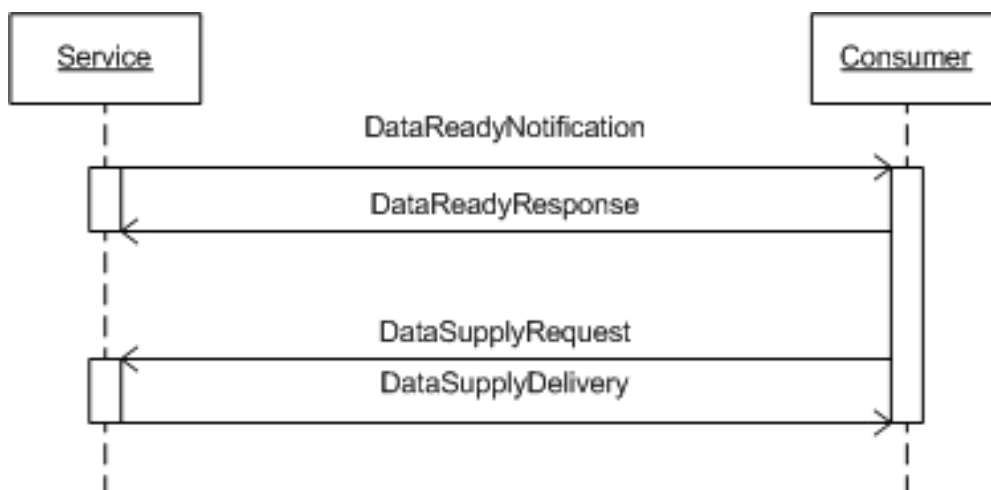 Service
Consumer
DataReadyNotification
DataReadyResponse
DataSupplyRequest
DataSupplyDelivery